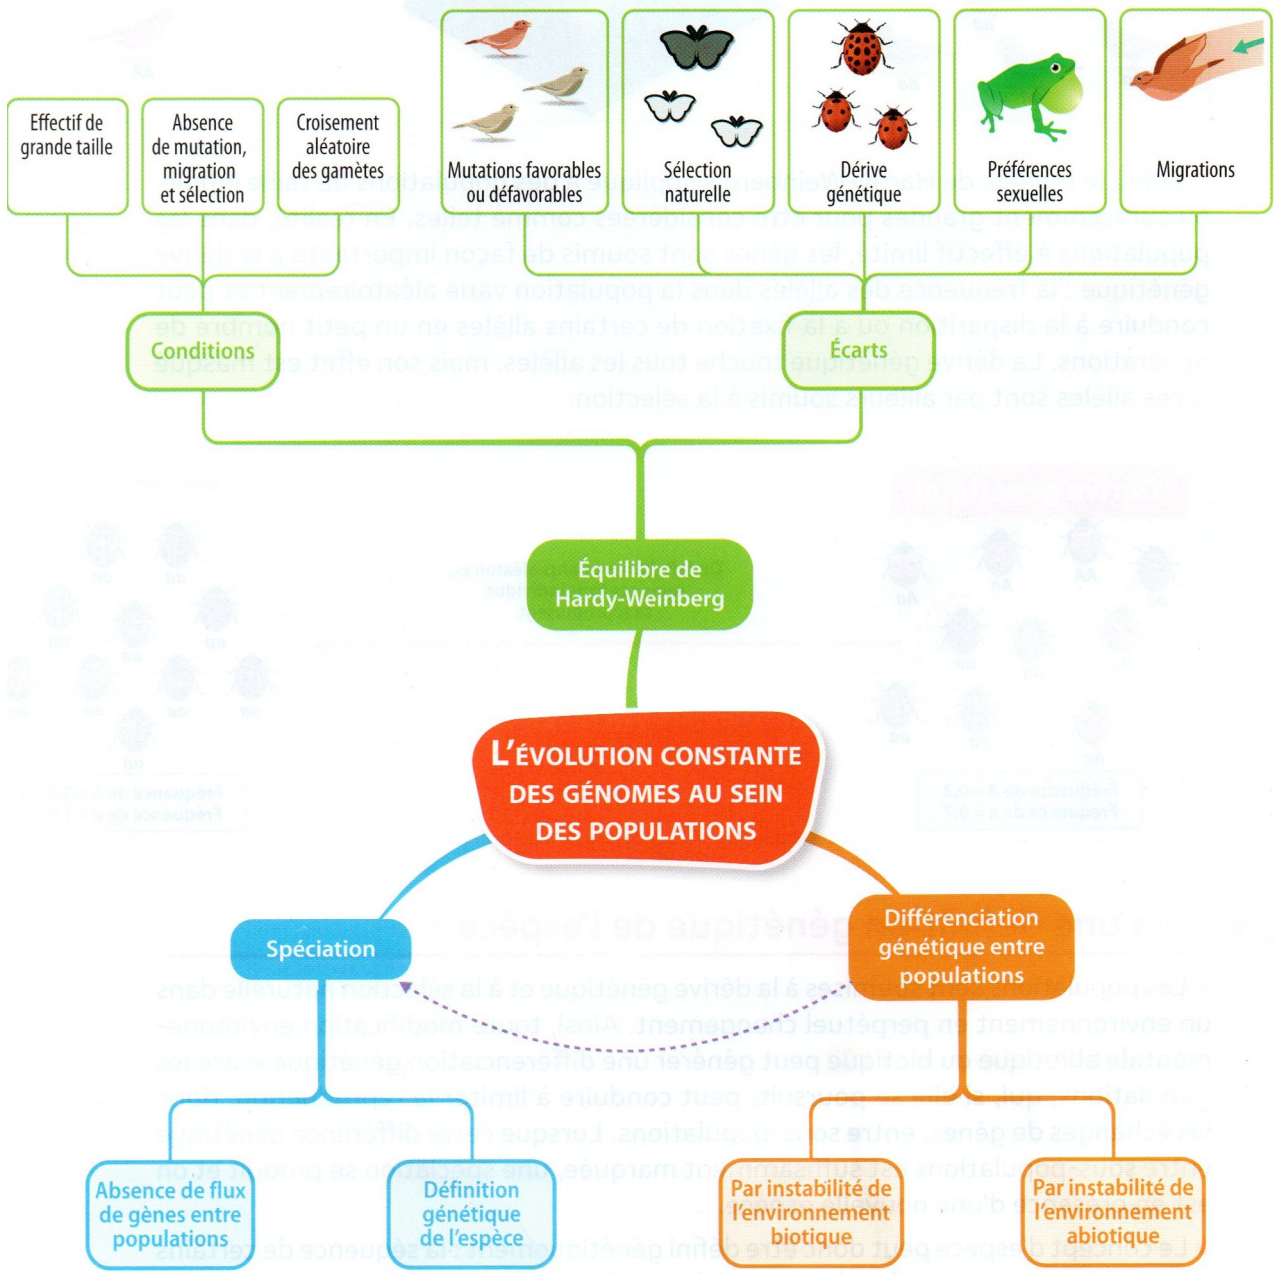 Effectif de
grande taille
Absence
de mutation,
migration
et sélection
Croisement
aléatoire
des gamètes
Mutations favorables
ou défavorables
Sélection
naturelle
Dérive
génétique
Préférences
sexuelles
Migrations
Conditions
Écarts
Équilibre de
Hardy-Weinberg
L'ÉVOLUTION CONSTANTE
DES GÉNOMES AU SEIN
DES POPULATIONS
Spéciation
Différenciation
génétique entre
populations
Absence de flux
de gènes entre
populations
Définition
génétique
de l'espèce
Par instabilité de
l'environnement
biotique
Par instabilité de
l'environnement
abiotique